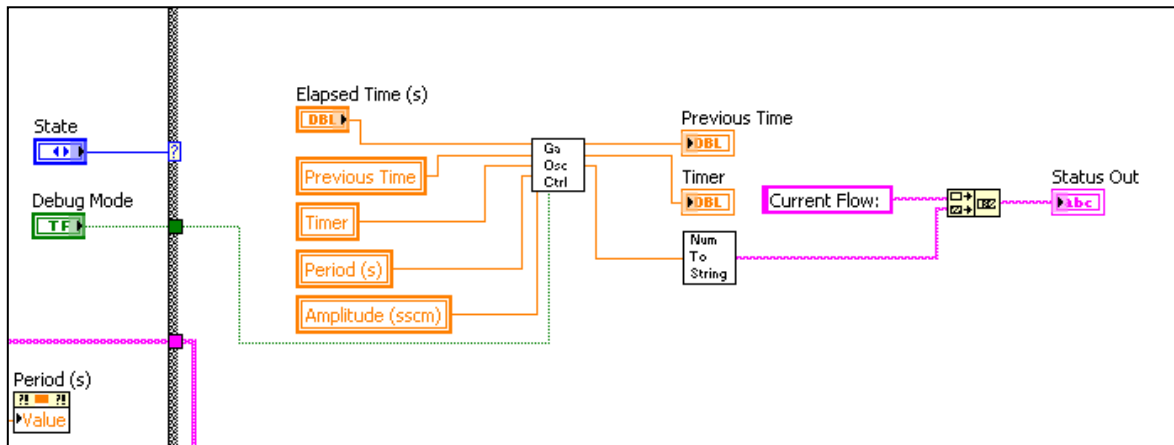 State
?
Debug Mode
TF
Period (s)
?! ?!
Value
Elapsed Time (s)
DBL
Previous Time
Timer
Period (s)
Amplitude (sscm)
Ga
Osc
Ctrl
Previous Time
DBL
Timer
DBL
Num
To
String
Current Flow:
Status Out
abc